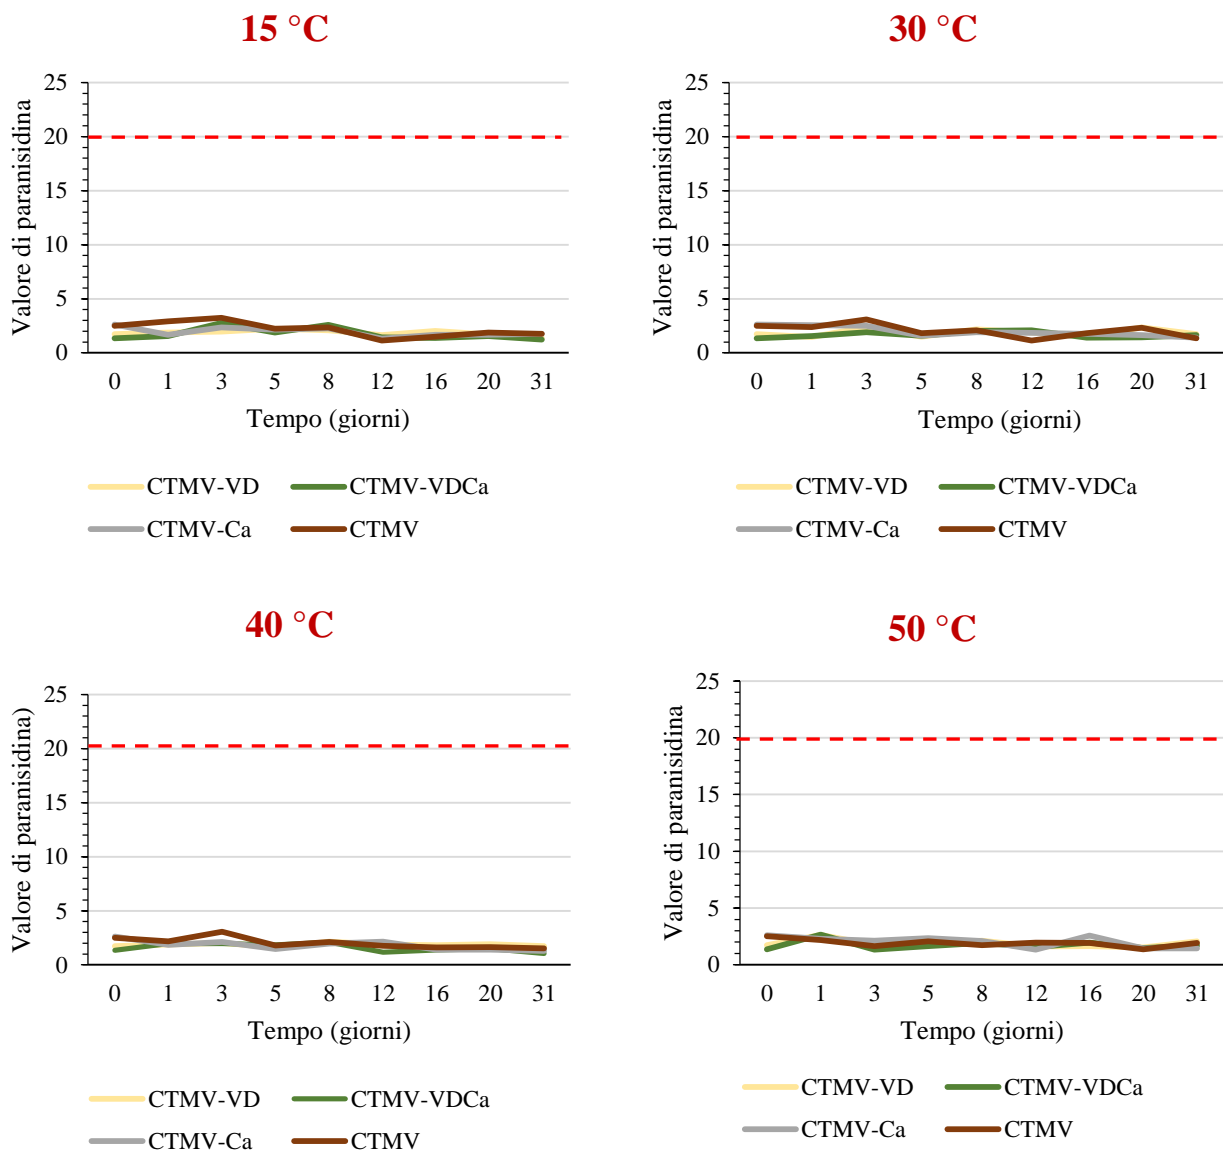 15 °C
Valore di paranisidina
25
20
15
10
5
0
0 1 3 5 8 12 16 20 31
Tempo (giorni)
CTMV-VD CTMV-VDCa
CTMV-Ca CTMV
30 °C
Valore di paranisidina
25
20
15
10
5
0
0 1 3 5 8 12 16 20 31
Tempo (giorni)
CTMV-VD CTMV-VDCa
CTMV-Ca CTMV
40 °C
Valore di paranisidina)
25
20
15
10
5
0
0 1 3 5 8 12 16 20 31
Tempo (giorni)
CTMV-VD CTMV-VDCa
CTMV-Ca CTMV
50 °C
Valore di paranisidina
25
20
15
10
5
0
0 1 3 5 8 12 16 20 31
Tempo (giorni)
CTMV-VD CTMV-VDCa
CTMV-Ca CTMV